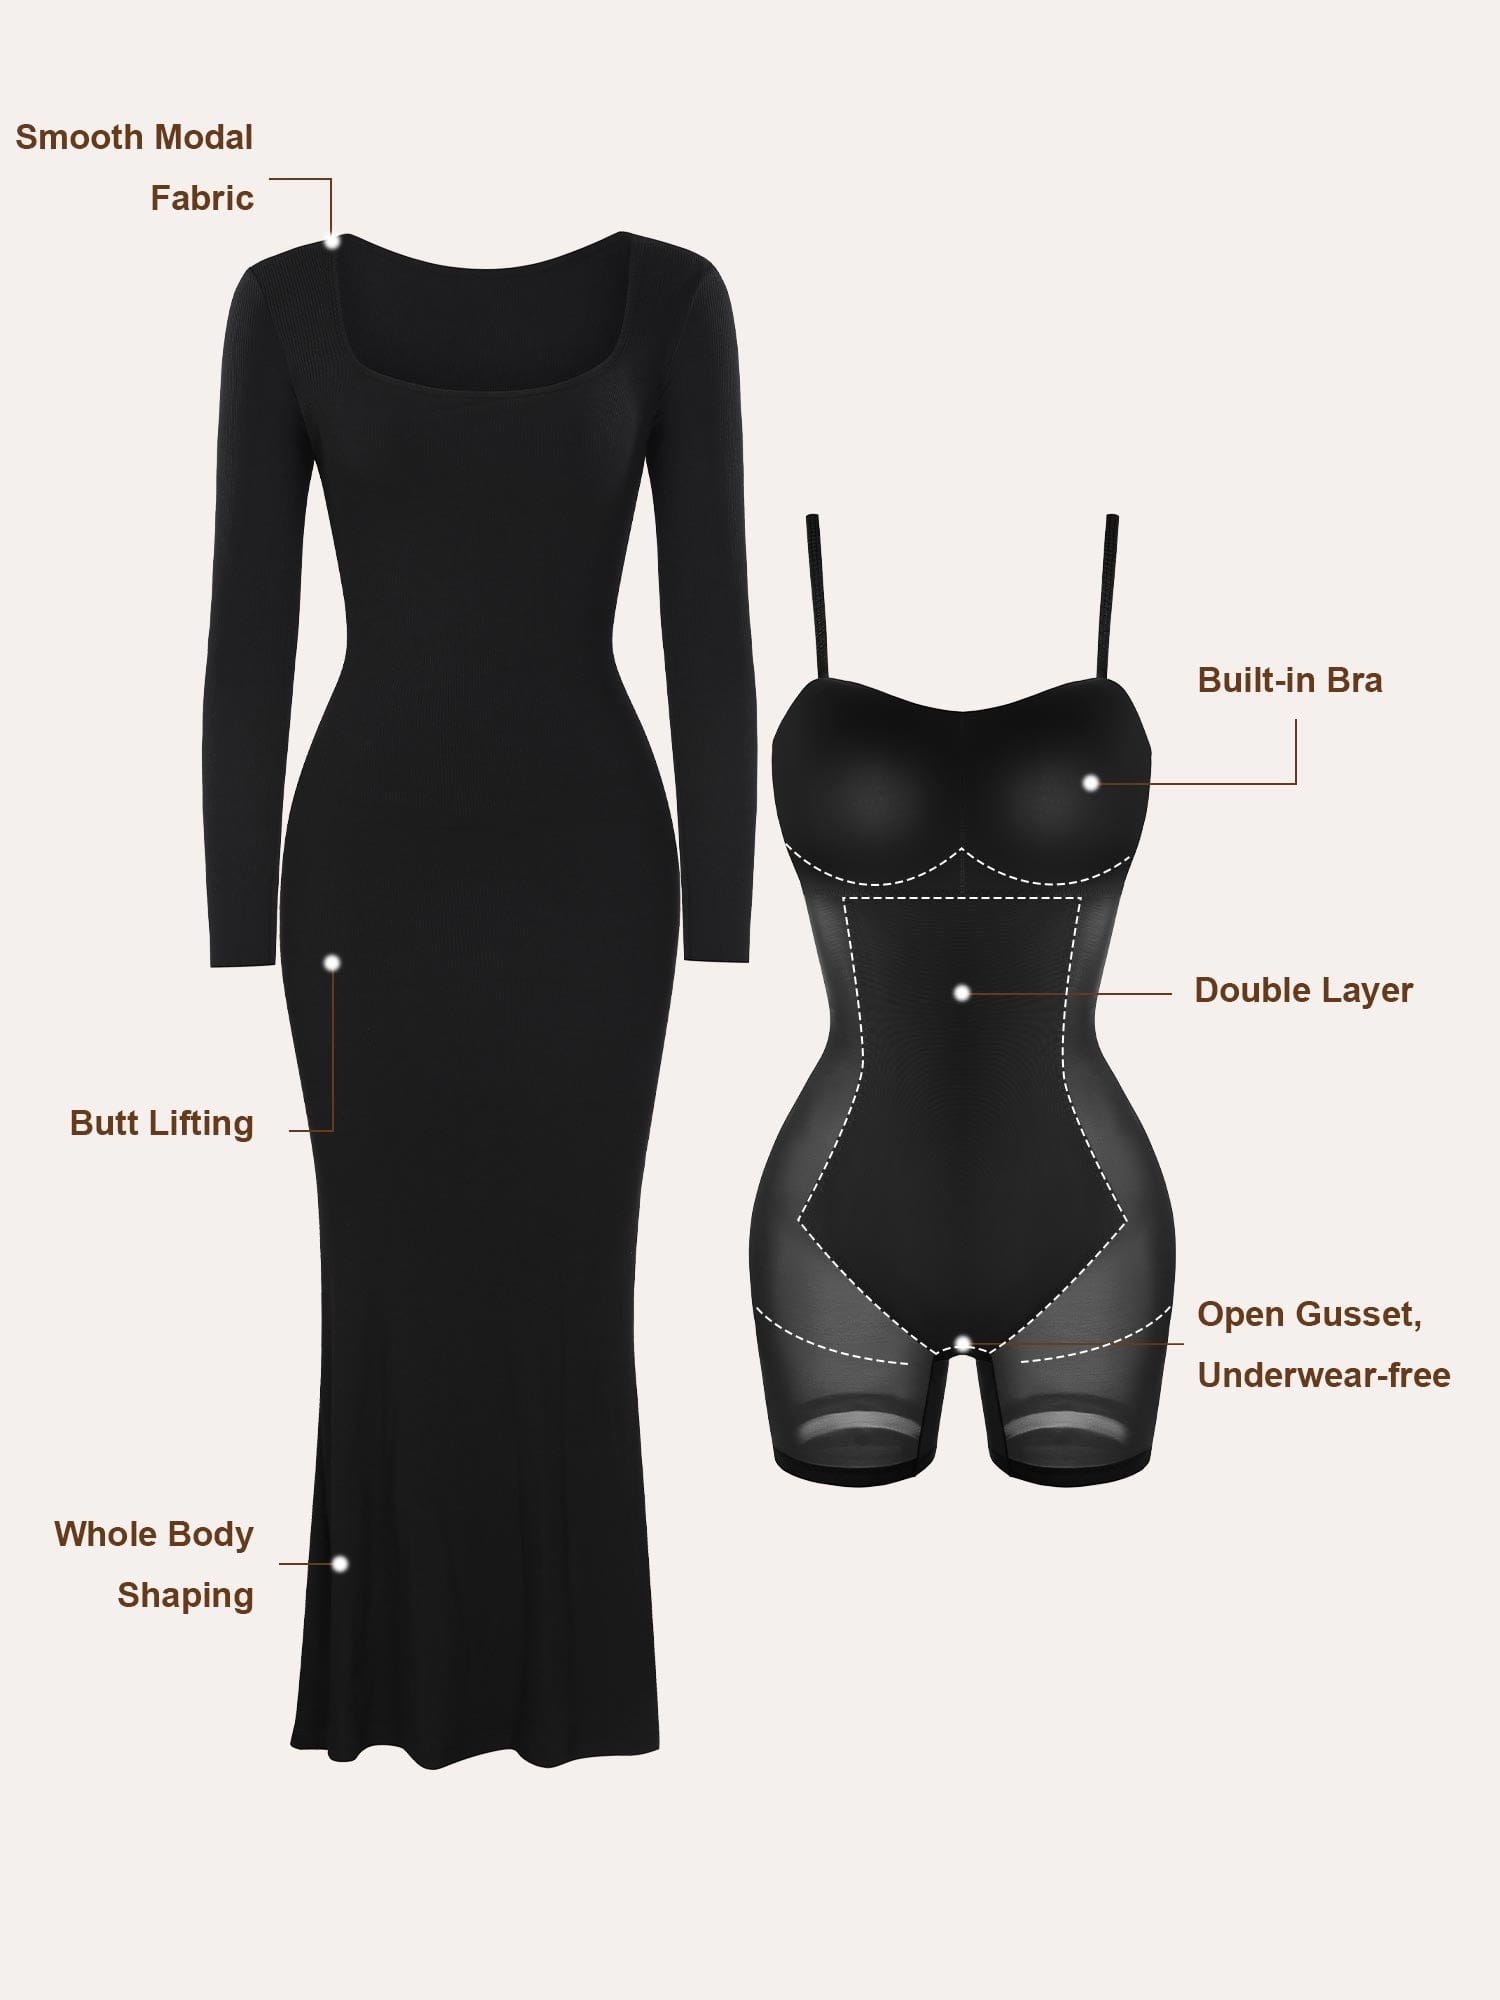 Smooth Modal
Fabric
Built-in Bra
Double Layer
Butt Lifting
Open Gusset,
Underwear-free
Whole Body
Shaping